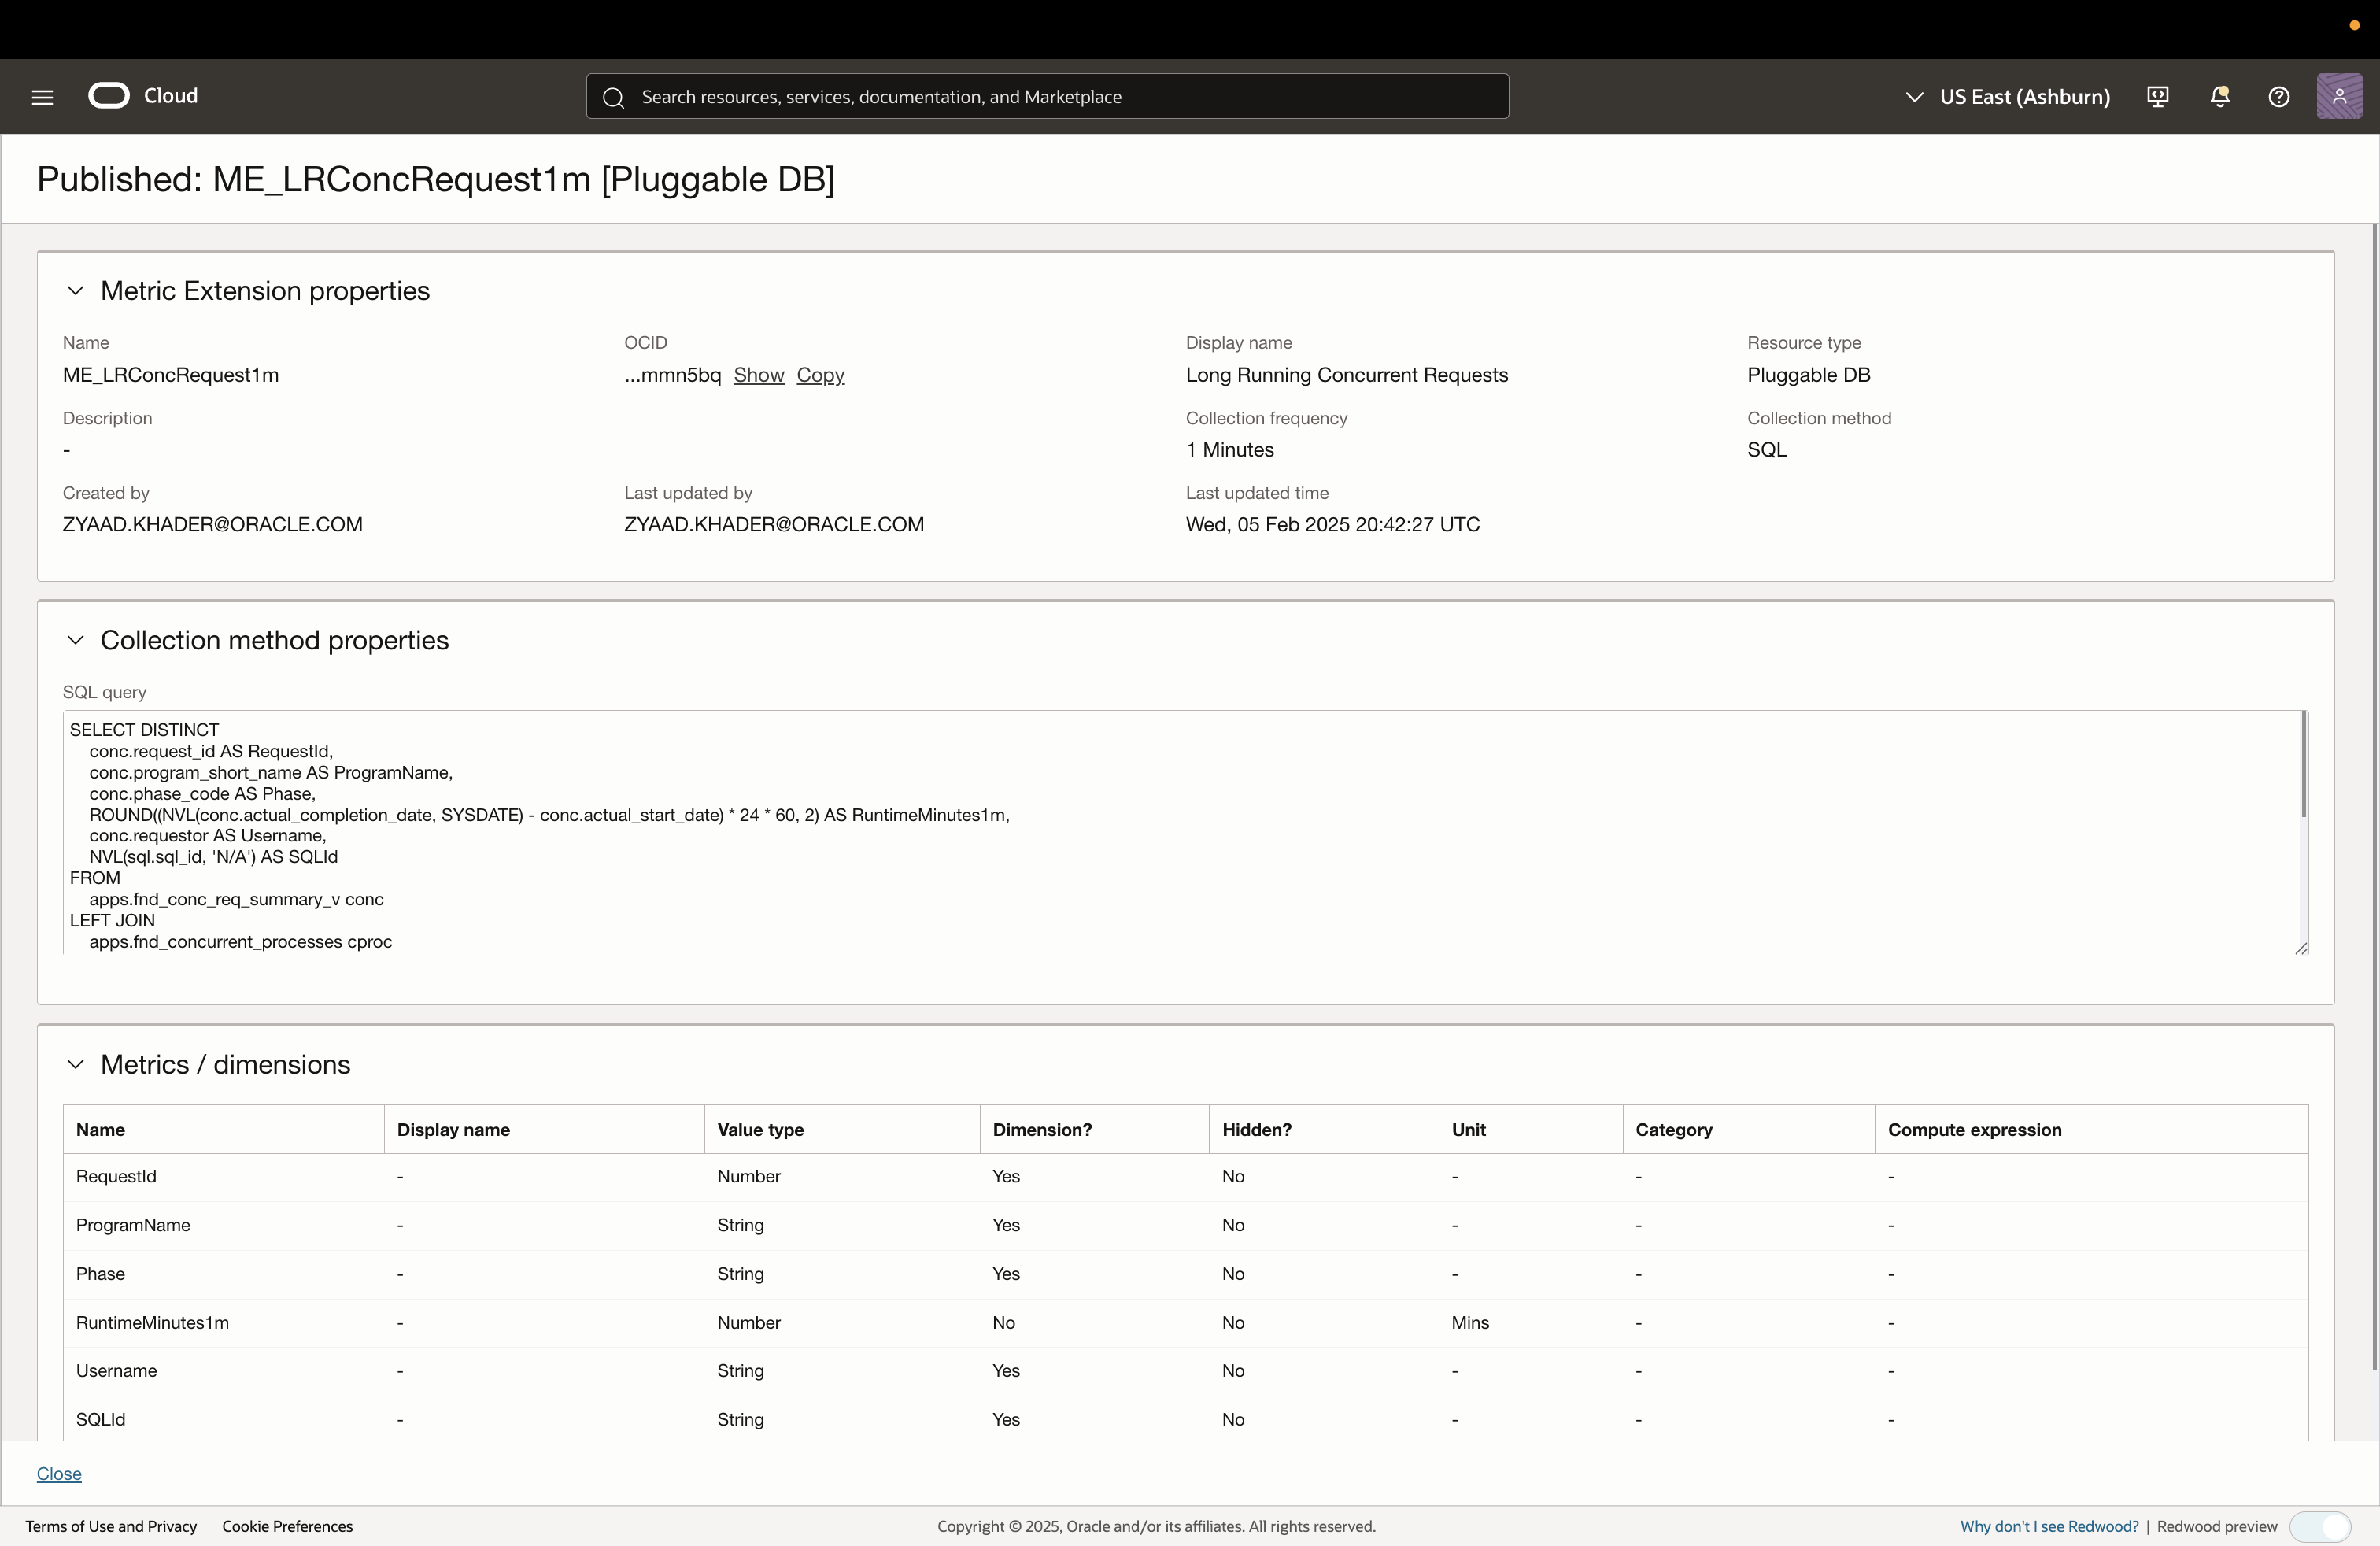 Cloud
Search resources, services, documentation, and Marketplace
US East (Ashburn)
Published: ME_LRConcRequest1m [Pluggable DB]
Metric Extension properties
Name OCID Display name Resource type
ME_LRConcRequest1m ...mmn5bq Show Copy Long Running Concurrent Requests Pluggable DB
Description Collection frequency Collection method
- 1 Minutes SQL
Created by Last updated by Last updated time
ZYAAD.KHADER@ORACLE.COM ZYAAD.KHADER@ORACLE.COM Wed, 05 Feb 2025 20:42:27 UTC
Collection method properties
SQL query
SELECT DISTINCT
conc.request_id AS RequestId,
conc.program_short_name AS ProgramName,
conc.phase_code AS Phase,
ROUND((NVL(conc.actual_completion_date, SYSDATE) - conc.actual_start_date) * 24 * 60, 2) AS RuntimeMinutes1m,
conc.requestor AS Username,
NVL(sql.sql_id, 'N/A') AS SQLId
FROM
apps.fnd_conc_req_summary_v conc
LEFT JOIN
apps.fnd_concurrent_processes cproc
Metrics / dimensions
Name Display name Value type Dimension? Hidden? Unit Category Compute expression
RequestId - Number Yes No - - -
ProgramName - String Yes No - - -
Phase - String Yes No - - -
RuntimeMinutes1m - Number No No Mins - -
Username - String Yes No - - -
SQLId - String Yes No - - -
Close
Terms of Use and Privacy Cookie Preferences Copyright © 2025, Oracle and/or its affiliates. All rights reserved. Why don't I see Redwood? | Redwood preview